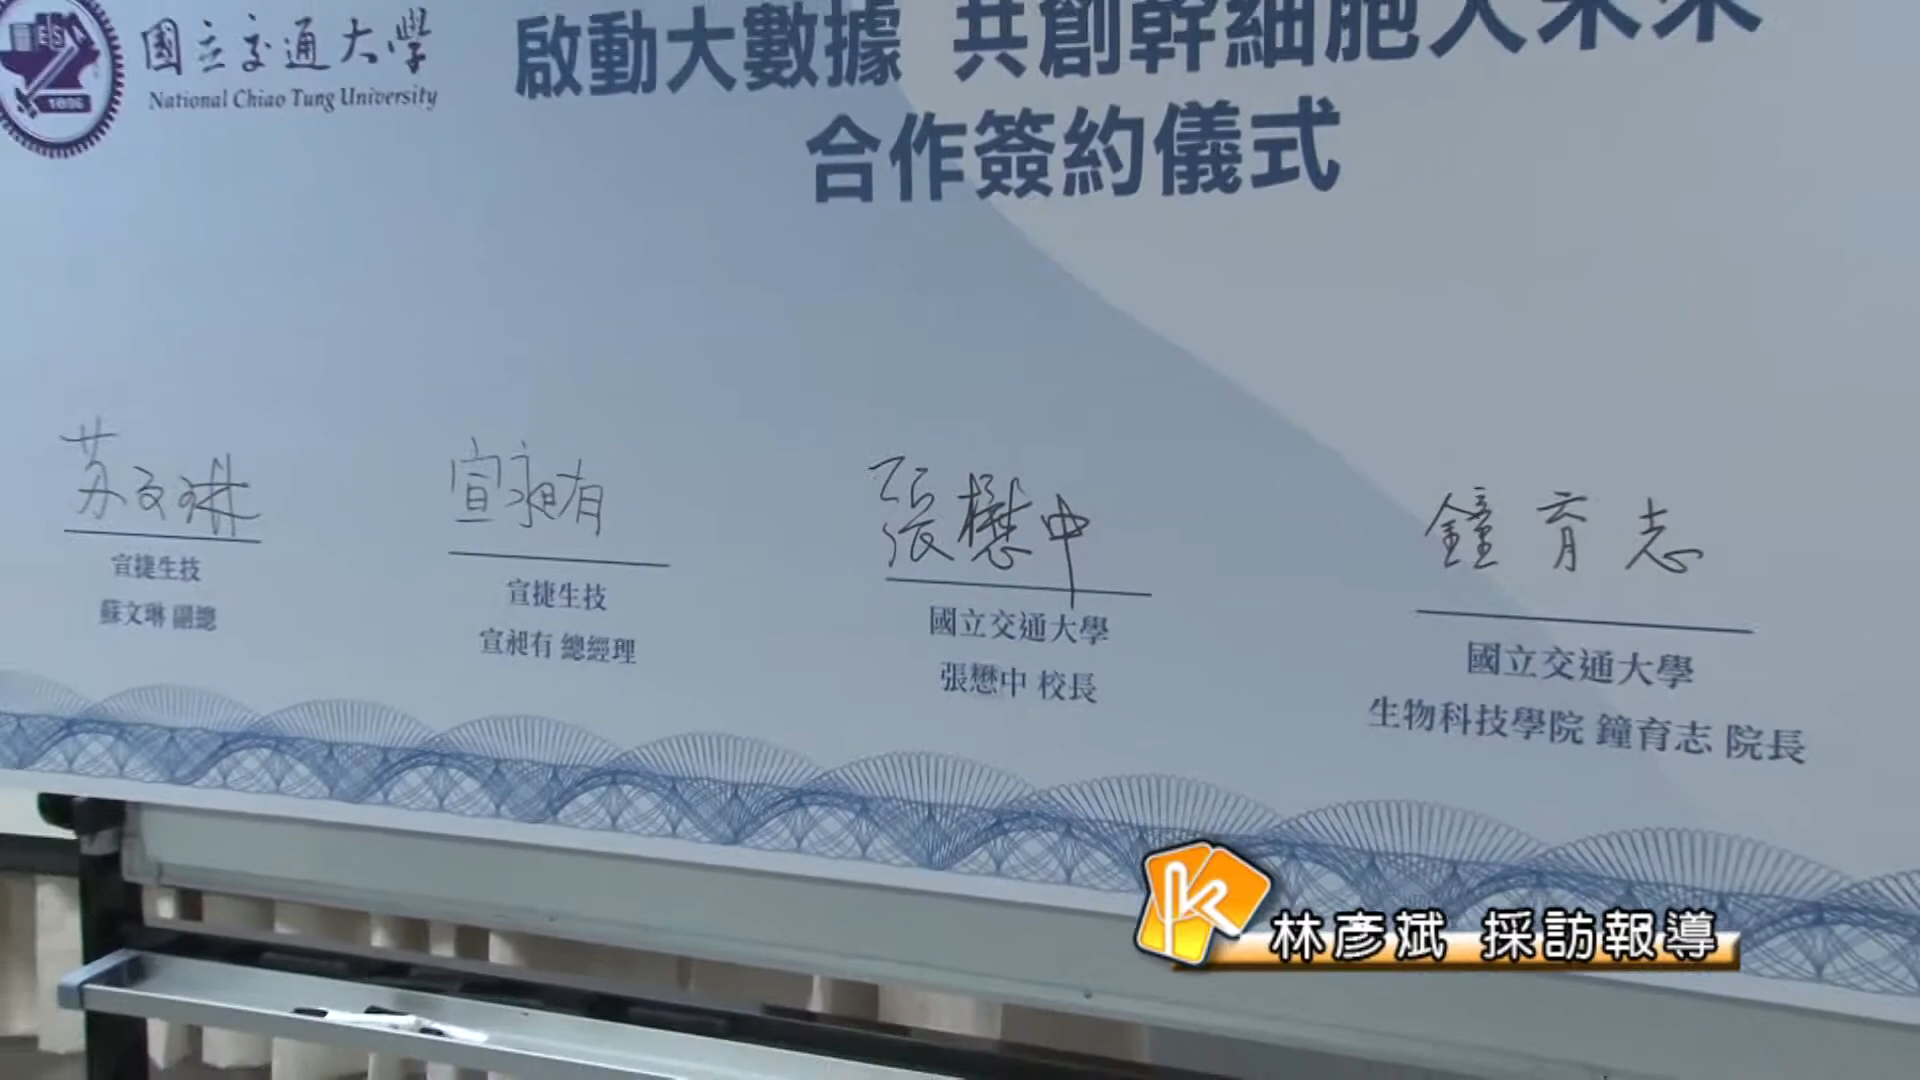 國立交通大學
National Chiao Tung University
1896
啟動大數據 共創幹細胞大未來
合作簽約儀式
苏文琳
宣昶有
張懋中
鐘育志
宣捷生技
蘇文琳 副總
宣捷生技
宣昶有 總經理
國立交通大學
張懋中 校長
國立交通大學
生物科技學院 鐘育志 院長
林彥斌 採訪報導